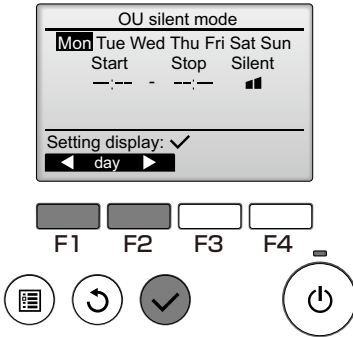 OU silent mode
Mon Tue Wed Thu Fri Sat Sun
Start Stop Silent
--:-- - --:--
Setting display: ✓
◀ day ▶
F1 F2 F3 F4